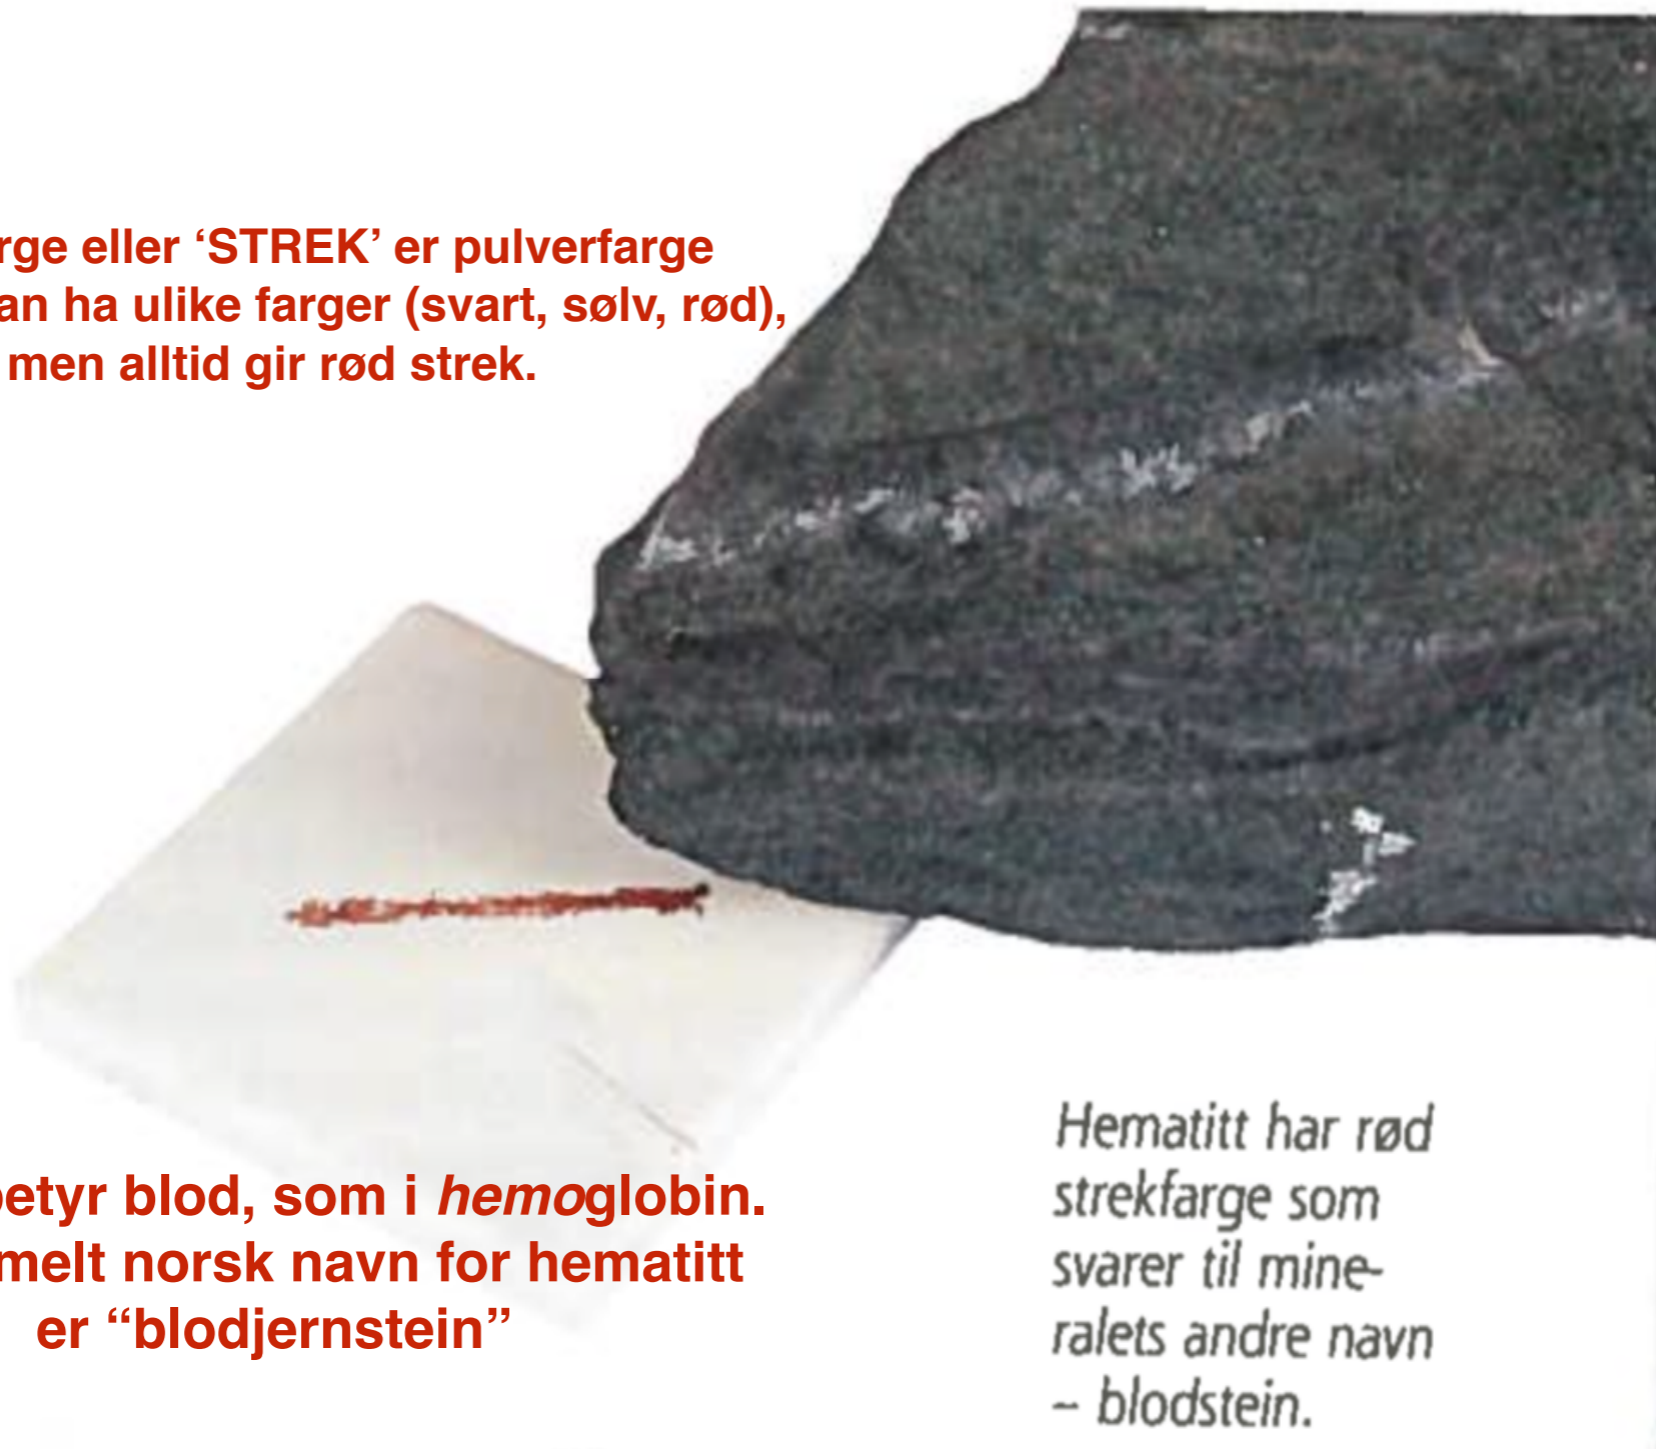 rge eller ‘STREK’ er pulverfarge
an ha ulike farger (svart, sølv, rød),
men alltid gir rød strek.
etyr blod, som i hemoglobin.
melt norsk navn for hematitt
er “blodjernstein”
Hematitt har rød
strekfarge som
svarer til mine-
ralets andre navn
– blodstein.